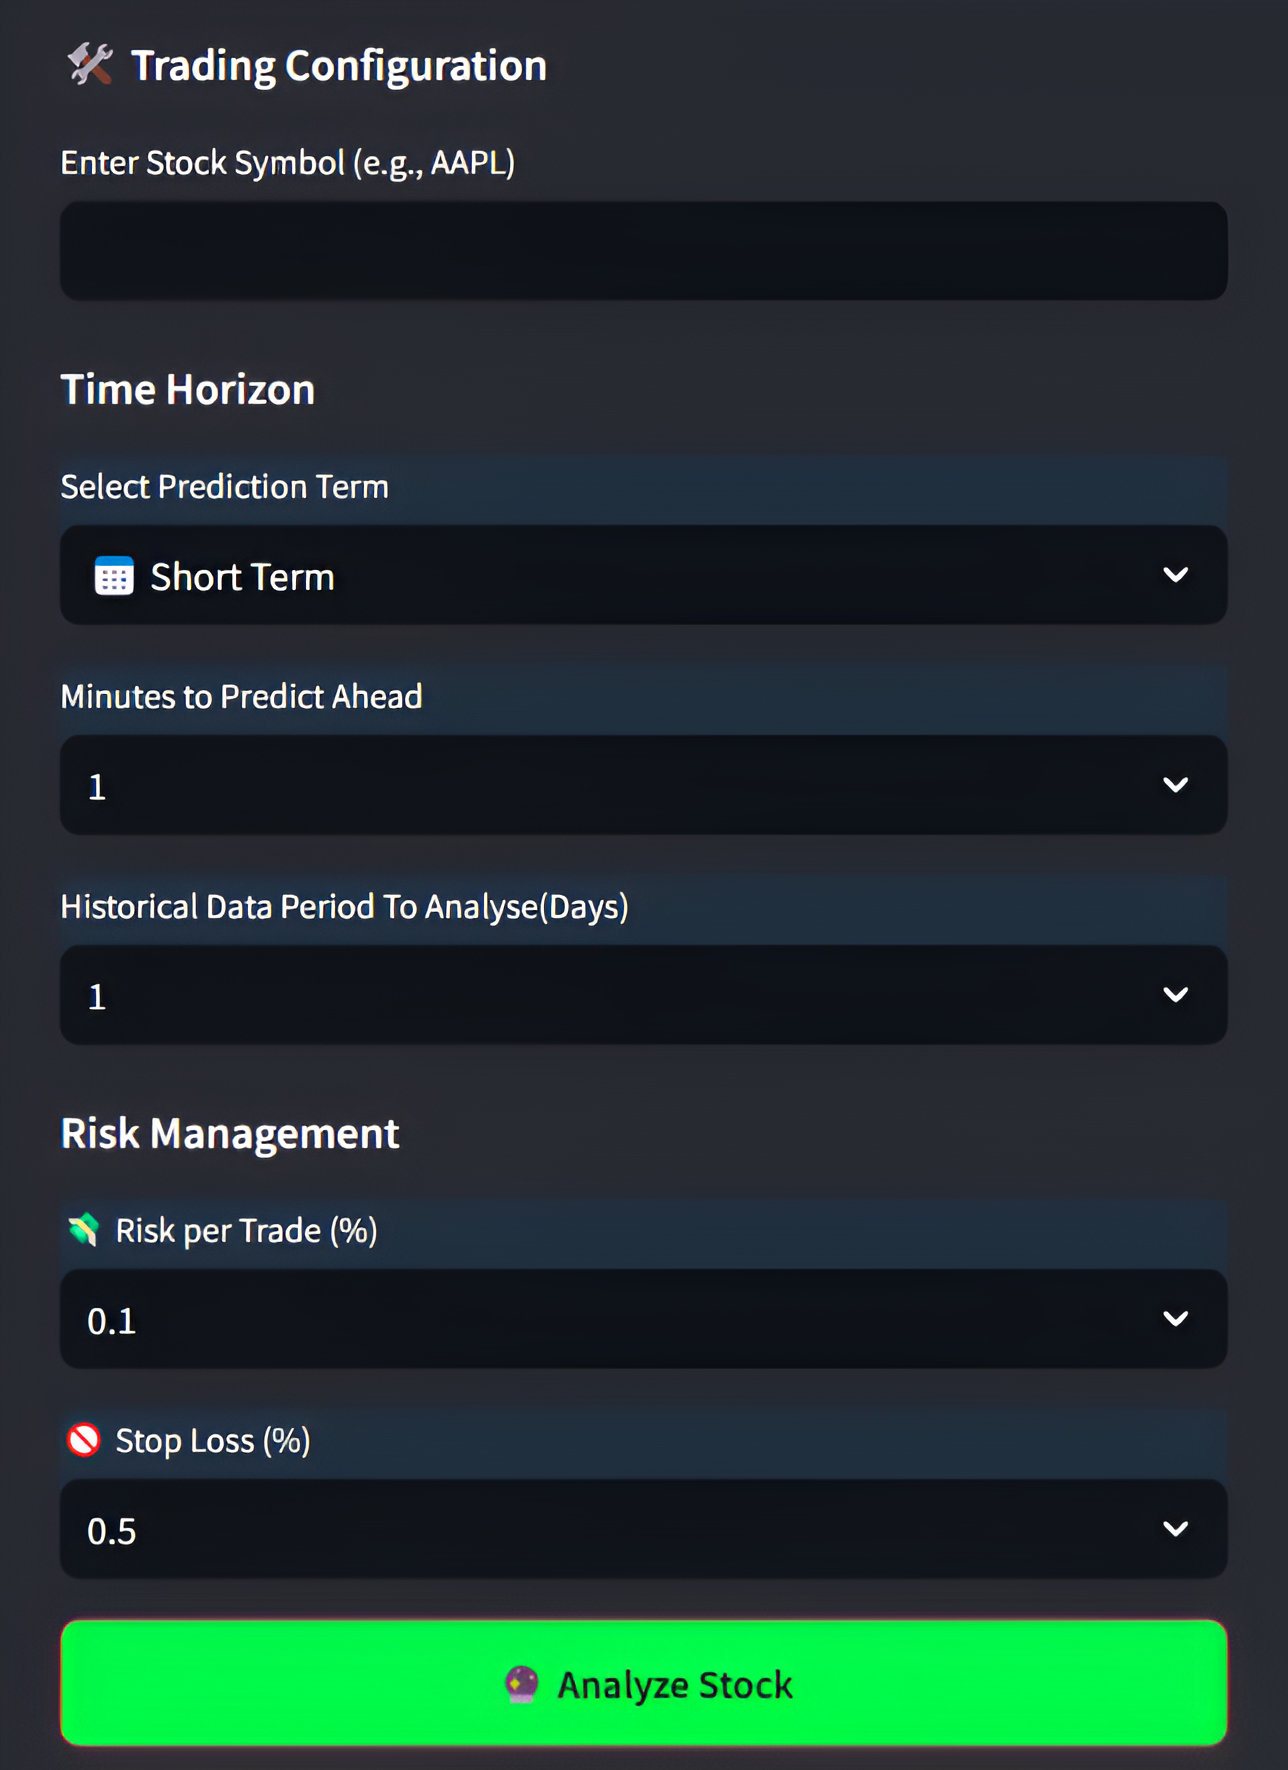 Trading Configuration
Enter Stock Symbol (e.g., AAPL)
Time Horizon
Select Prediction Term
Short Term
Minutes to Predict Ahead
1
Historical Data Period To Analyse(Days)
1
Risk Management
Risk per Trade (%)
0.1
Stop Loss (%)
0.5
Analyze Stock